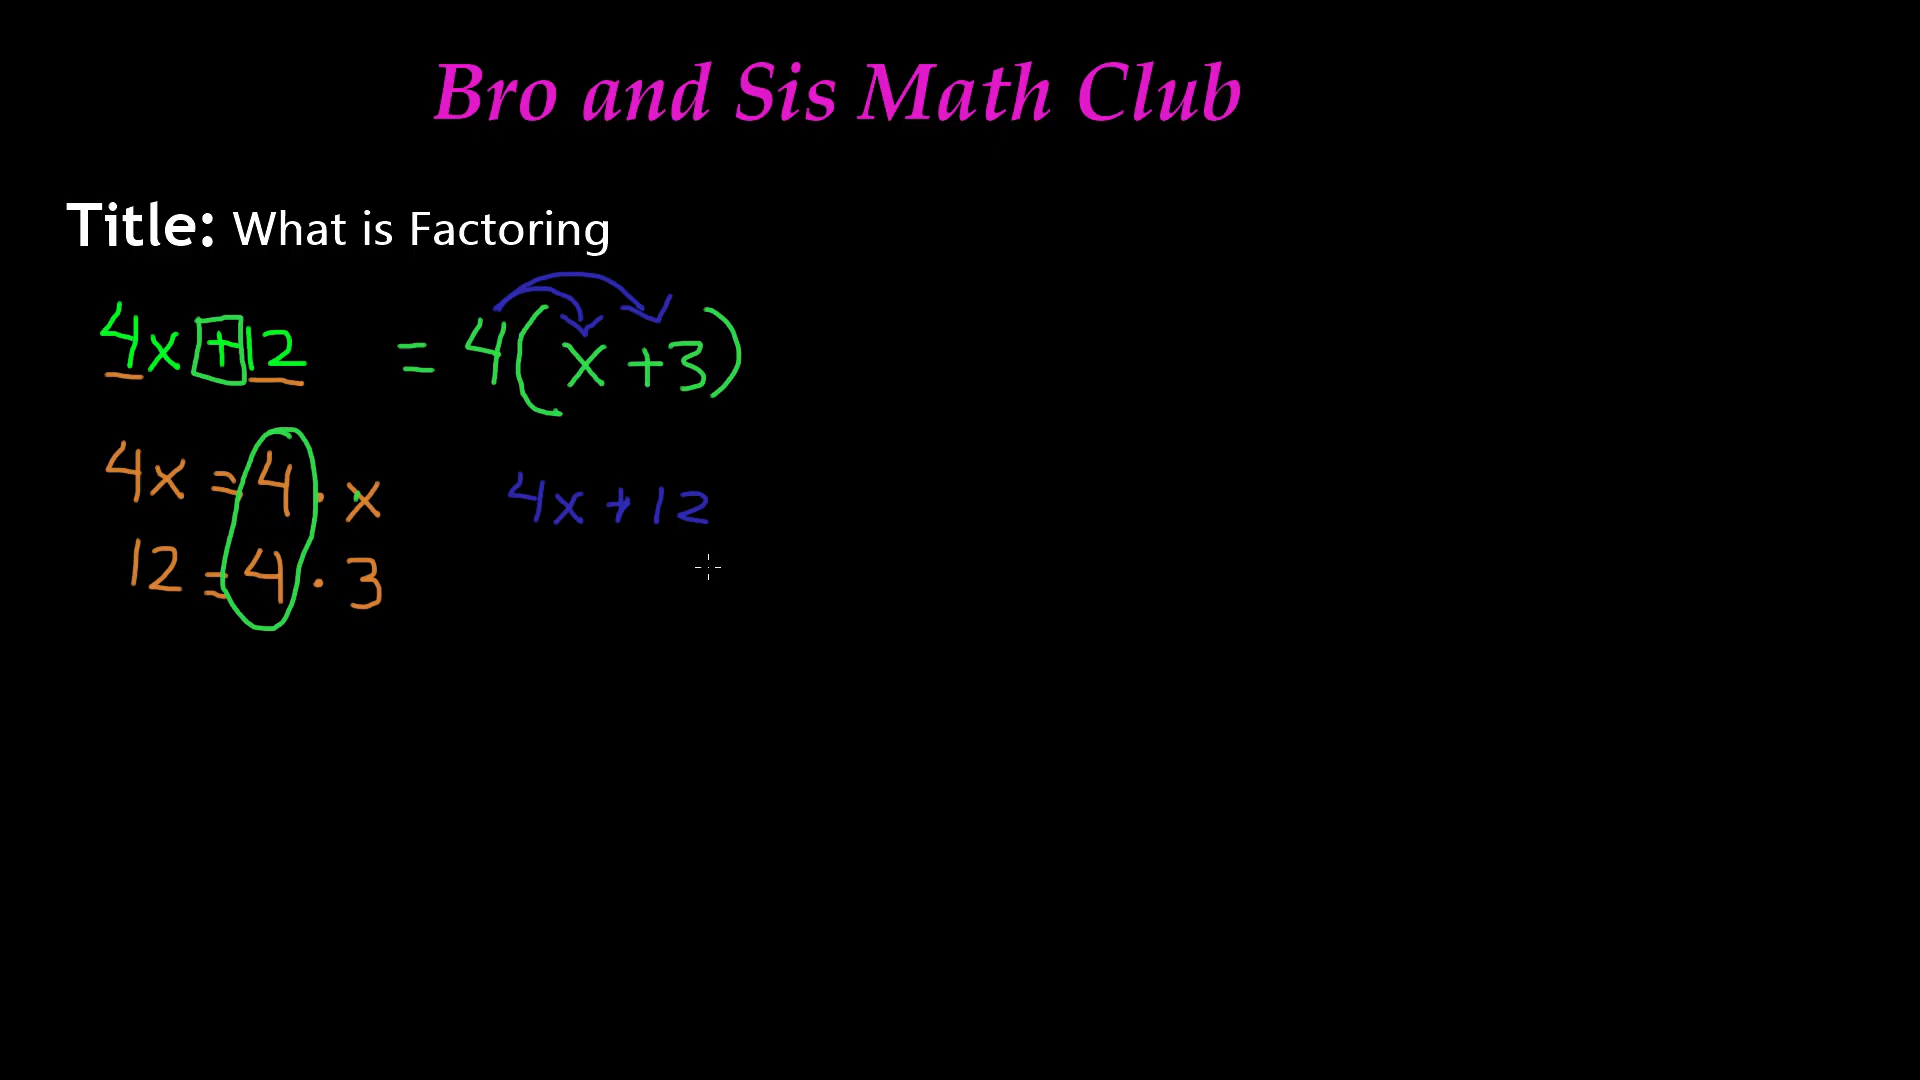 Bro and Sis Math Club
Title: What is Factoring
4x + 12 = 4(x + 3)
4x = 4 · x
4x + 12
12 = 4 · 3